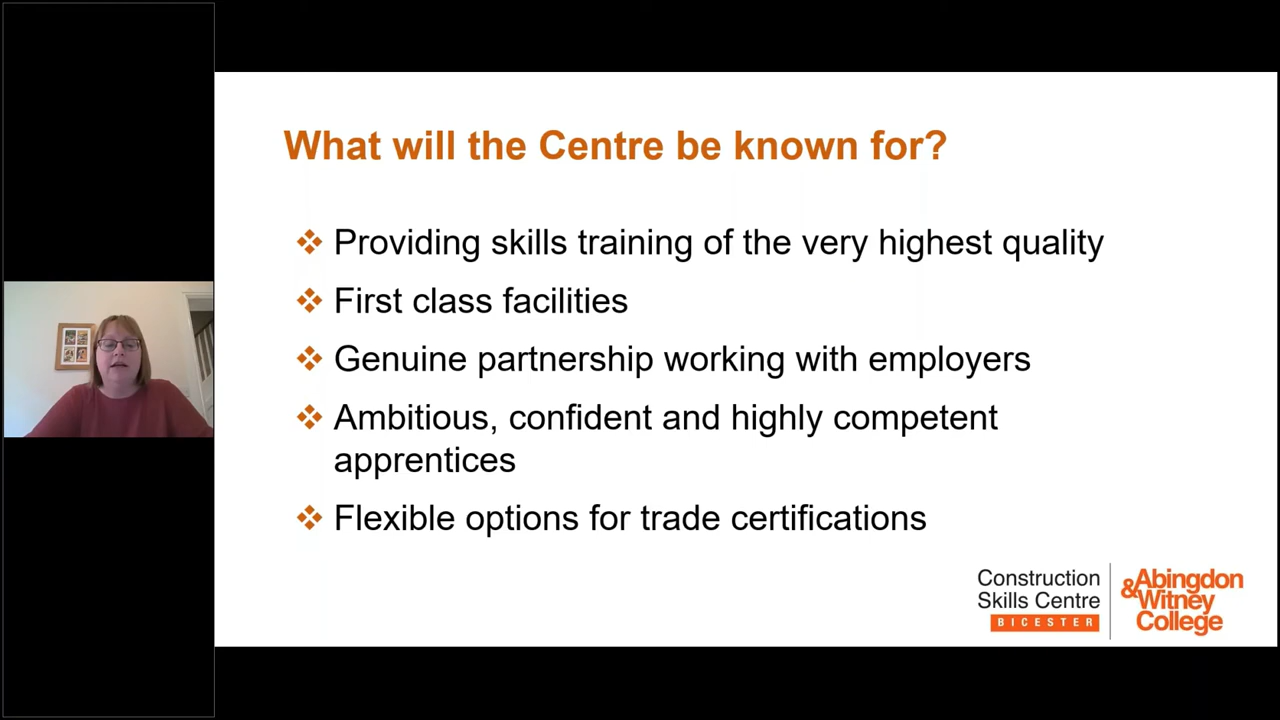 What will the Centre be known for?
Providing skills training of the very highest quality
First class facilities
Genuine partnership working with employers
Ambitious, confident and highly competent
apprentices
Flexible options for trade certifications
Construction
Skills Centre
BICESTER
Abingdon
& Witney
College